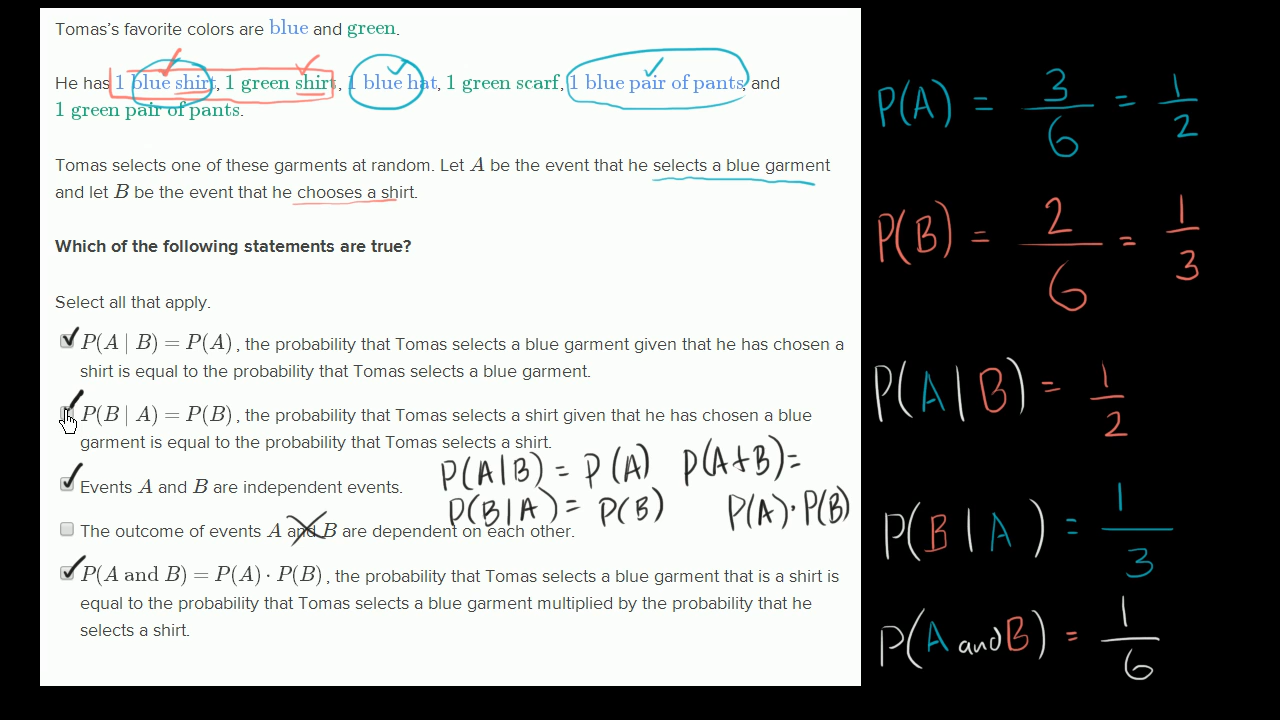 Tomas's favorite colors are blue and green.
He has 1 blue shirt, 1 green shirt, 1 blue hat, 1 green scarf, 1 blue pair of pants, and
1 green pair of pants.
Tomas selects one of these garments at random. Let A be the event that he selects a blue garment
and let B be the event that he chooses a shirt.
Which of the following statements are true?
Select all that apply.
P(A | B) = P(A), the probability that Tomas selects a blue garment given that he has chosen a
shirt is equal to the probability that Tomas selects a blue garment.
P(B | A) = P(B), the probability that Tomas selects a shirt given that he has chosen a blue
garment is equal to the probability that Tomas selects a shirt.
P(A|B) = P(A) P(A+B)=
Events A and B are independent events.
P(B|A) = P(B) P(A)·P(B)
The outcome of events A and B are dependent on each other.
P(A and B) = P(A) · P(B), the probability that Tomas selects a blue garment that is a shirt is
equal to the probability that Tomas selects a blue garment multiplied by the probability that he
selects a shirt.
P(A) = 3/6 = 1/2
P(B) = 2/6 = 1/3
P(A|B) = 1/2
P(B|A) = 1/3
P(A and B) = 1/6